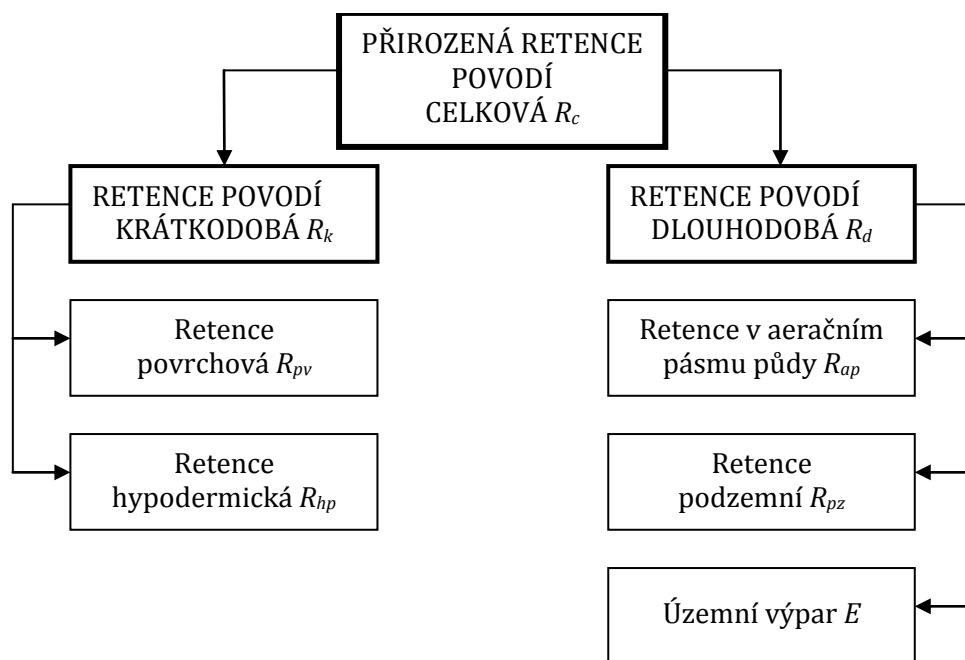 PŘIROZENÁ RETENCE
POVODÍ
CELKOVÁ Rc
RETENCE POVODÍ
KRÁTKODOBÁ Rk
RETENCE POVODÍ
DLOUHODOBÁ Rd
Retence
povrchová Rpv
Retence v aeračním
pásmu půdy Rap
Retence
hypodermická Rhp
Retence
podzemní Rpz
Územní výpar E